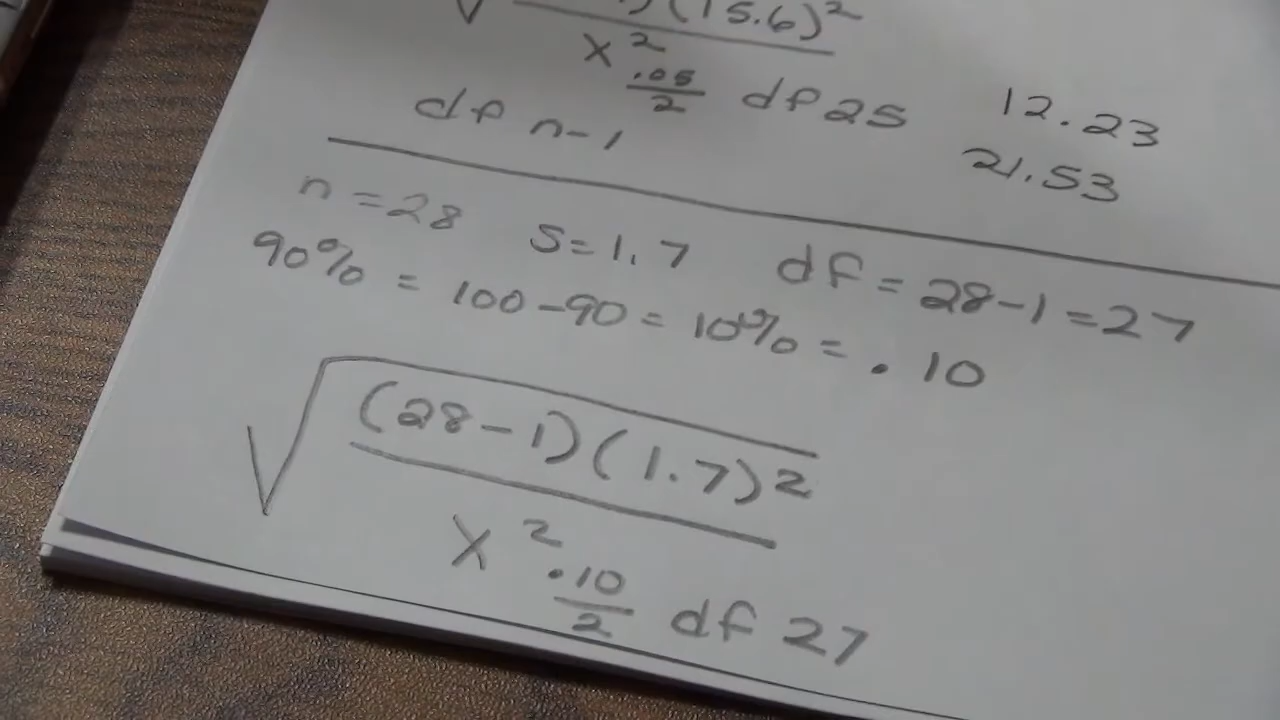 (15.6)²
X² .05/2 df 25 12.23
df n-1 21.53
n = 28 s = 1.7 df = 28-1 = 27
90% = 100-90 = 10% = .10
√ (28-1)(1.7)²
X² .10/2 df 27